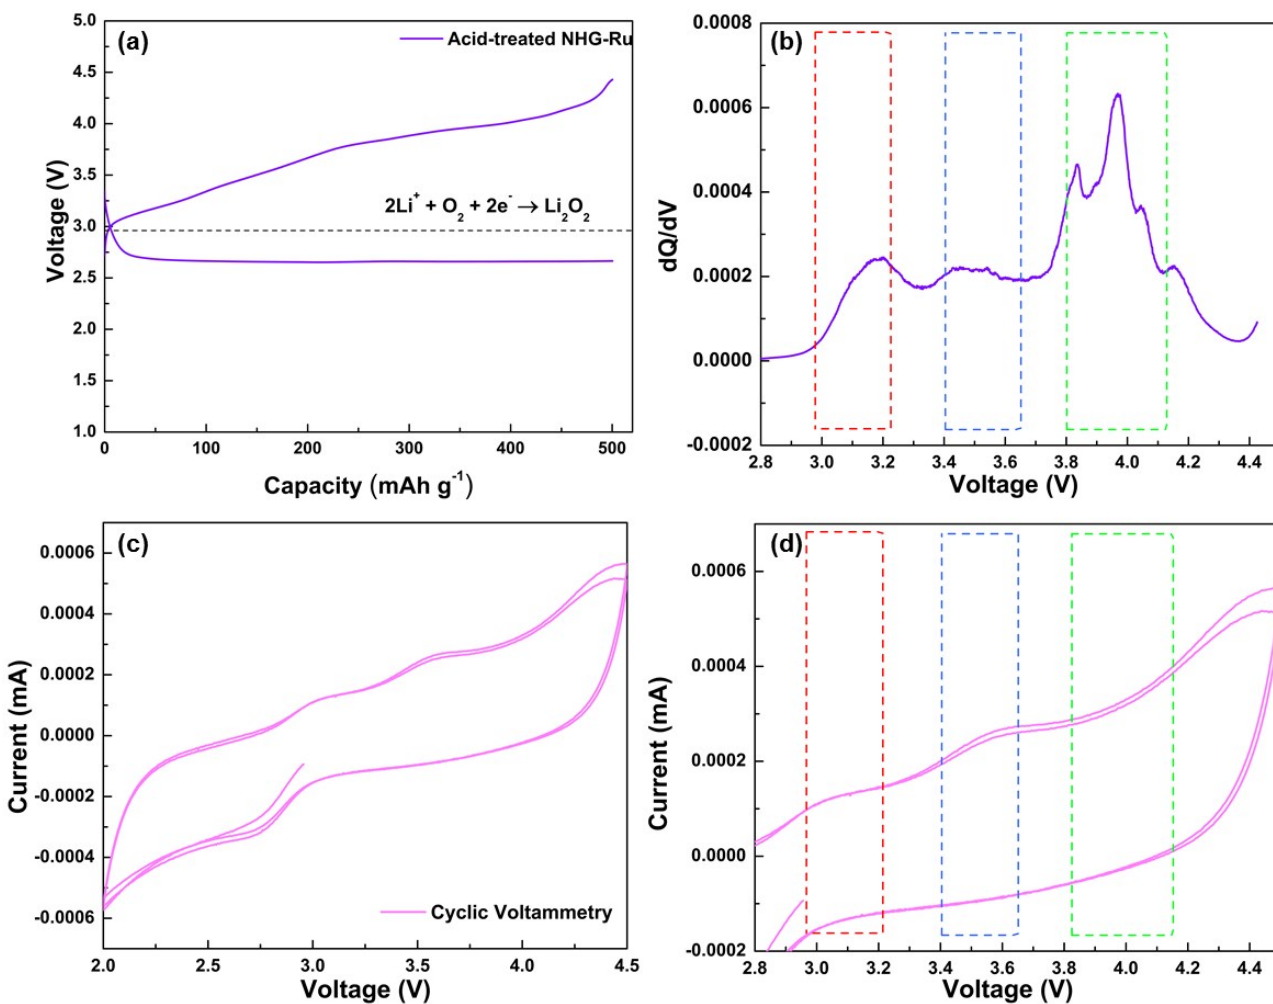 (a)
Acid-treated NHG-Ru
5.0
4.5
4.0
3.5
3.0
2.5
2.0
1.5
1.0
Voltage (V)
2Li⁺ + O₂ + 2e⁻ → Li₂O₂
0 100 200 300 400 500
Capacity (mAh g⁻¹)
(b)
0.0008
0.0006
0.0004
0.0002
0.0000
-0.0002
dQ/dV
2.8 3.0 3.2 3.4 3.6 3.8 4.0 4.2 4.4
Voltage (V)
(c)
0.0006
0.0004
0.0002
0.0000
-0.0002
-0.0004
-0.0006
Current (mA)
Cyclic Voltammetry
2.0 2.5 3.0 3.5 4.0 4.5
Voltage (V)
(d)
0.0006
0.0004
0.0002
0.0000
-0.0002
Current (mA)
2.8 3.0 3.2 3.4 3.6 3.8 4.0 4.2 4.4
Voltage (V)